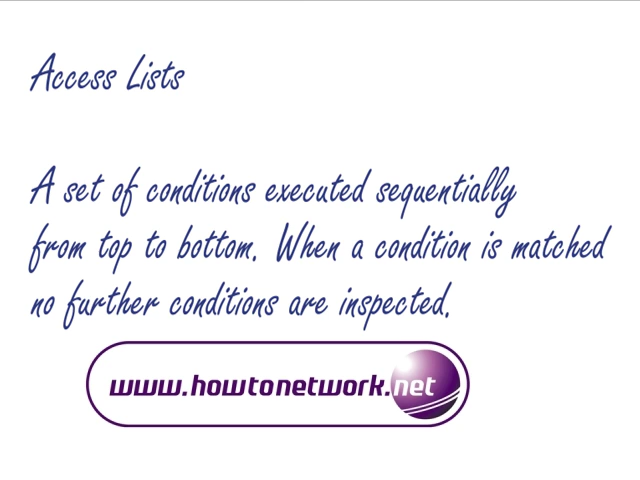 Access Lists
A set of conditions executed sequentially
from top to bottom. When a condition is matched
no further conditions are inspected.
www.howtonetwork.net